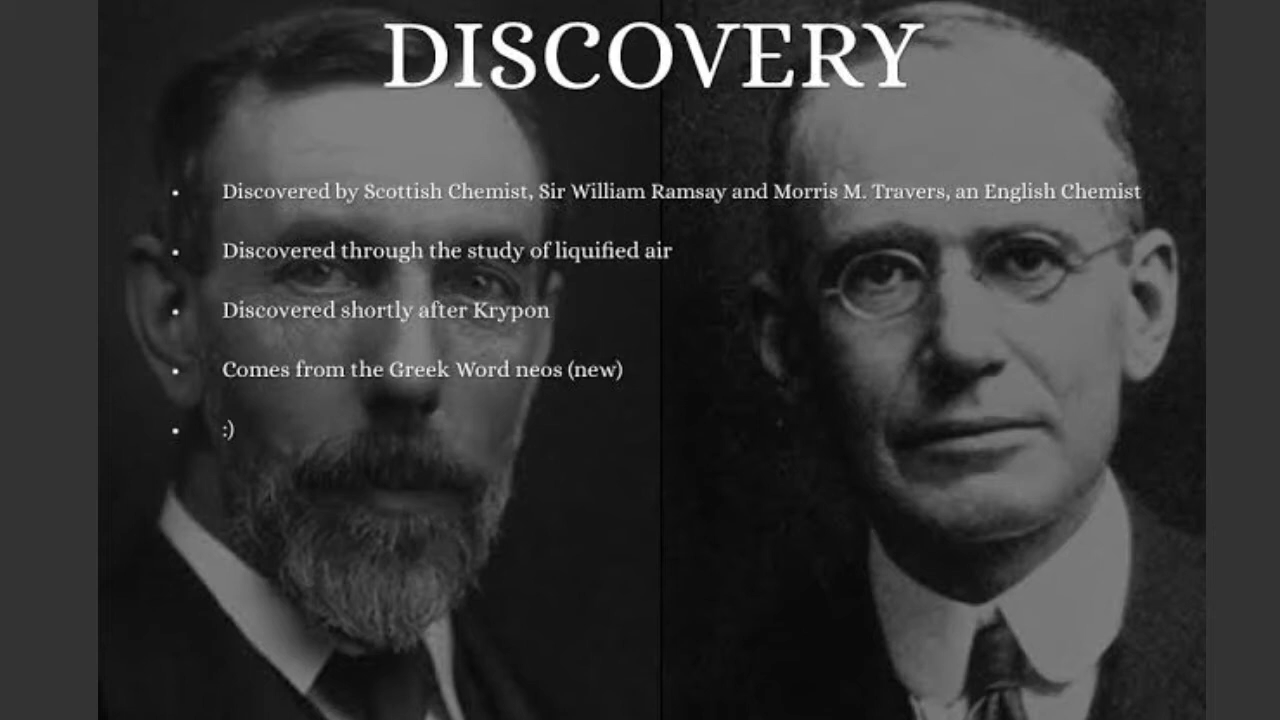 DISCOVERY
• Discovered by Scottish Chemist, Sir William Ramsay and Morris M. Travers, an English Chemist
• Discovered through the study of liquified air
• Discovered shortly after Krypon
• Comes from the Greek Word neos (new)
• :)